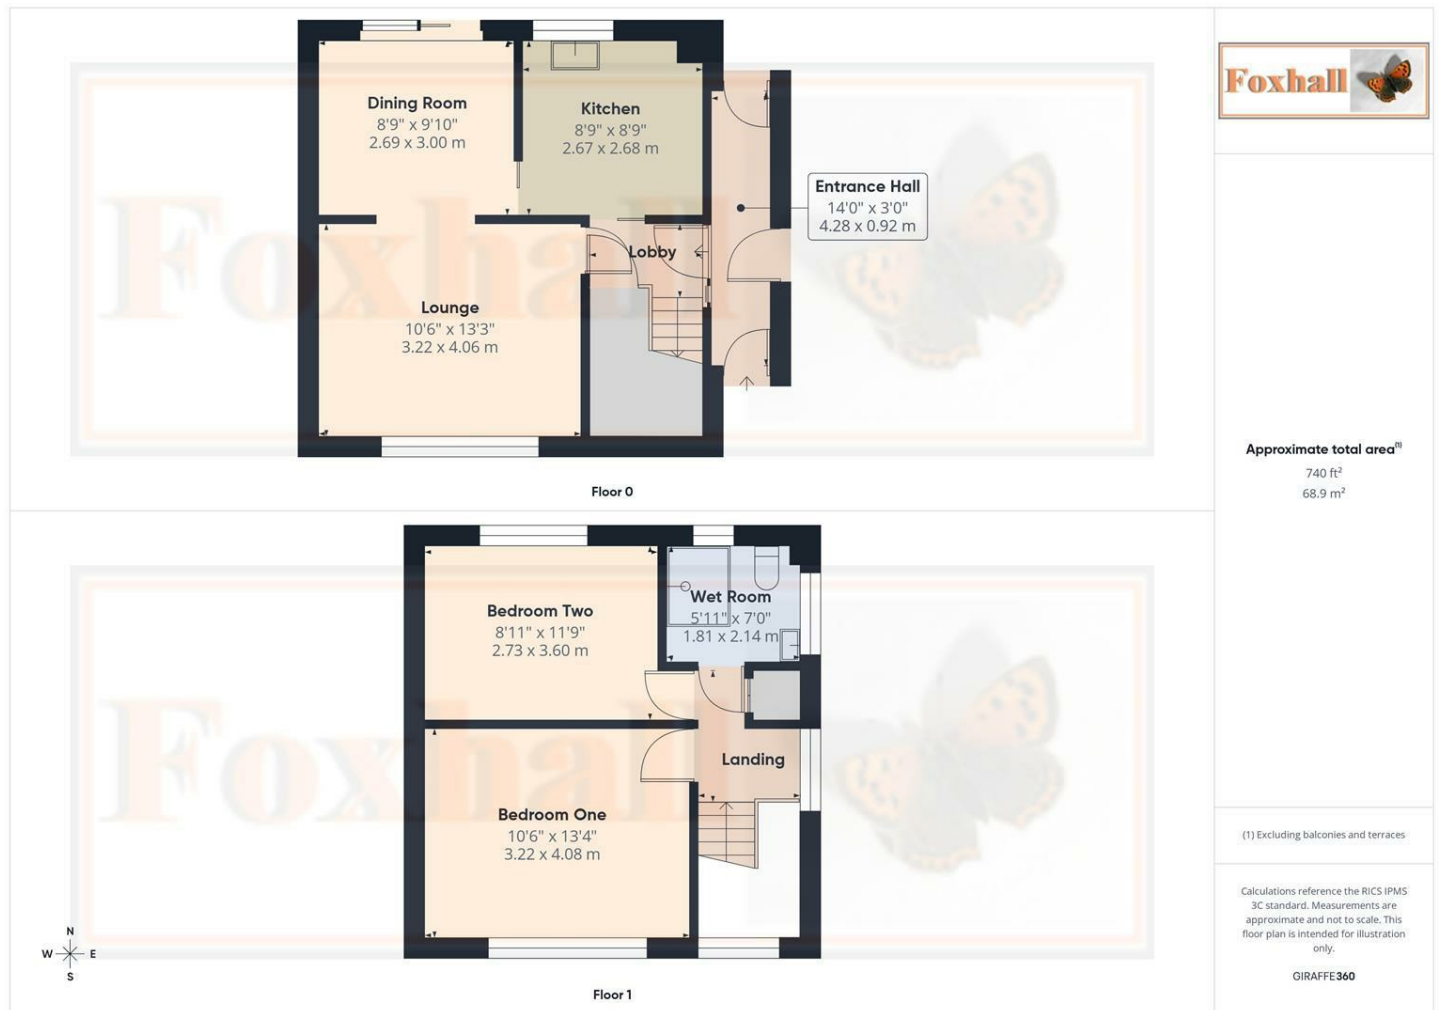 Dining Room
8'9" x 9'10"
2.69 x 3.00 m
Kitchen
8'9" x 8'9"
2.67 x 2.68 m
Entrance Hall
14'0" x 3'0"
4.28 x 0.92 m
Lobby
Lounge
10'6" x 13'3"
3.22 x 4.06 m
Foxhall
Floor 0
Bedroom Two
8'11" x 11'9"
2.73 x 3.60 m
Wet Room
5'11" x 7'0"
1.81 x 2.14 m
Landing
Bedroom One
10'6" x 13'4"
3.22 x 4.08 m
Foxhall
N
W E
S
Floor 1
Foxhall
Approximate total area(1)
740 ft²
68.9 m²
(1) Excluding balconies and terraces
Calculations reference the RICS IPMS
3C standard. Measurements are
approximate and not to scale. This
floor plan is intended for illustration
only.
GIRAFFE360